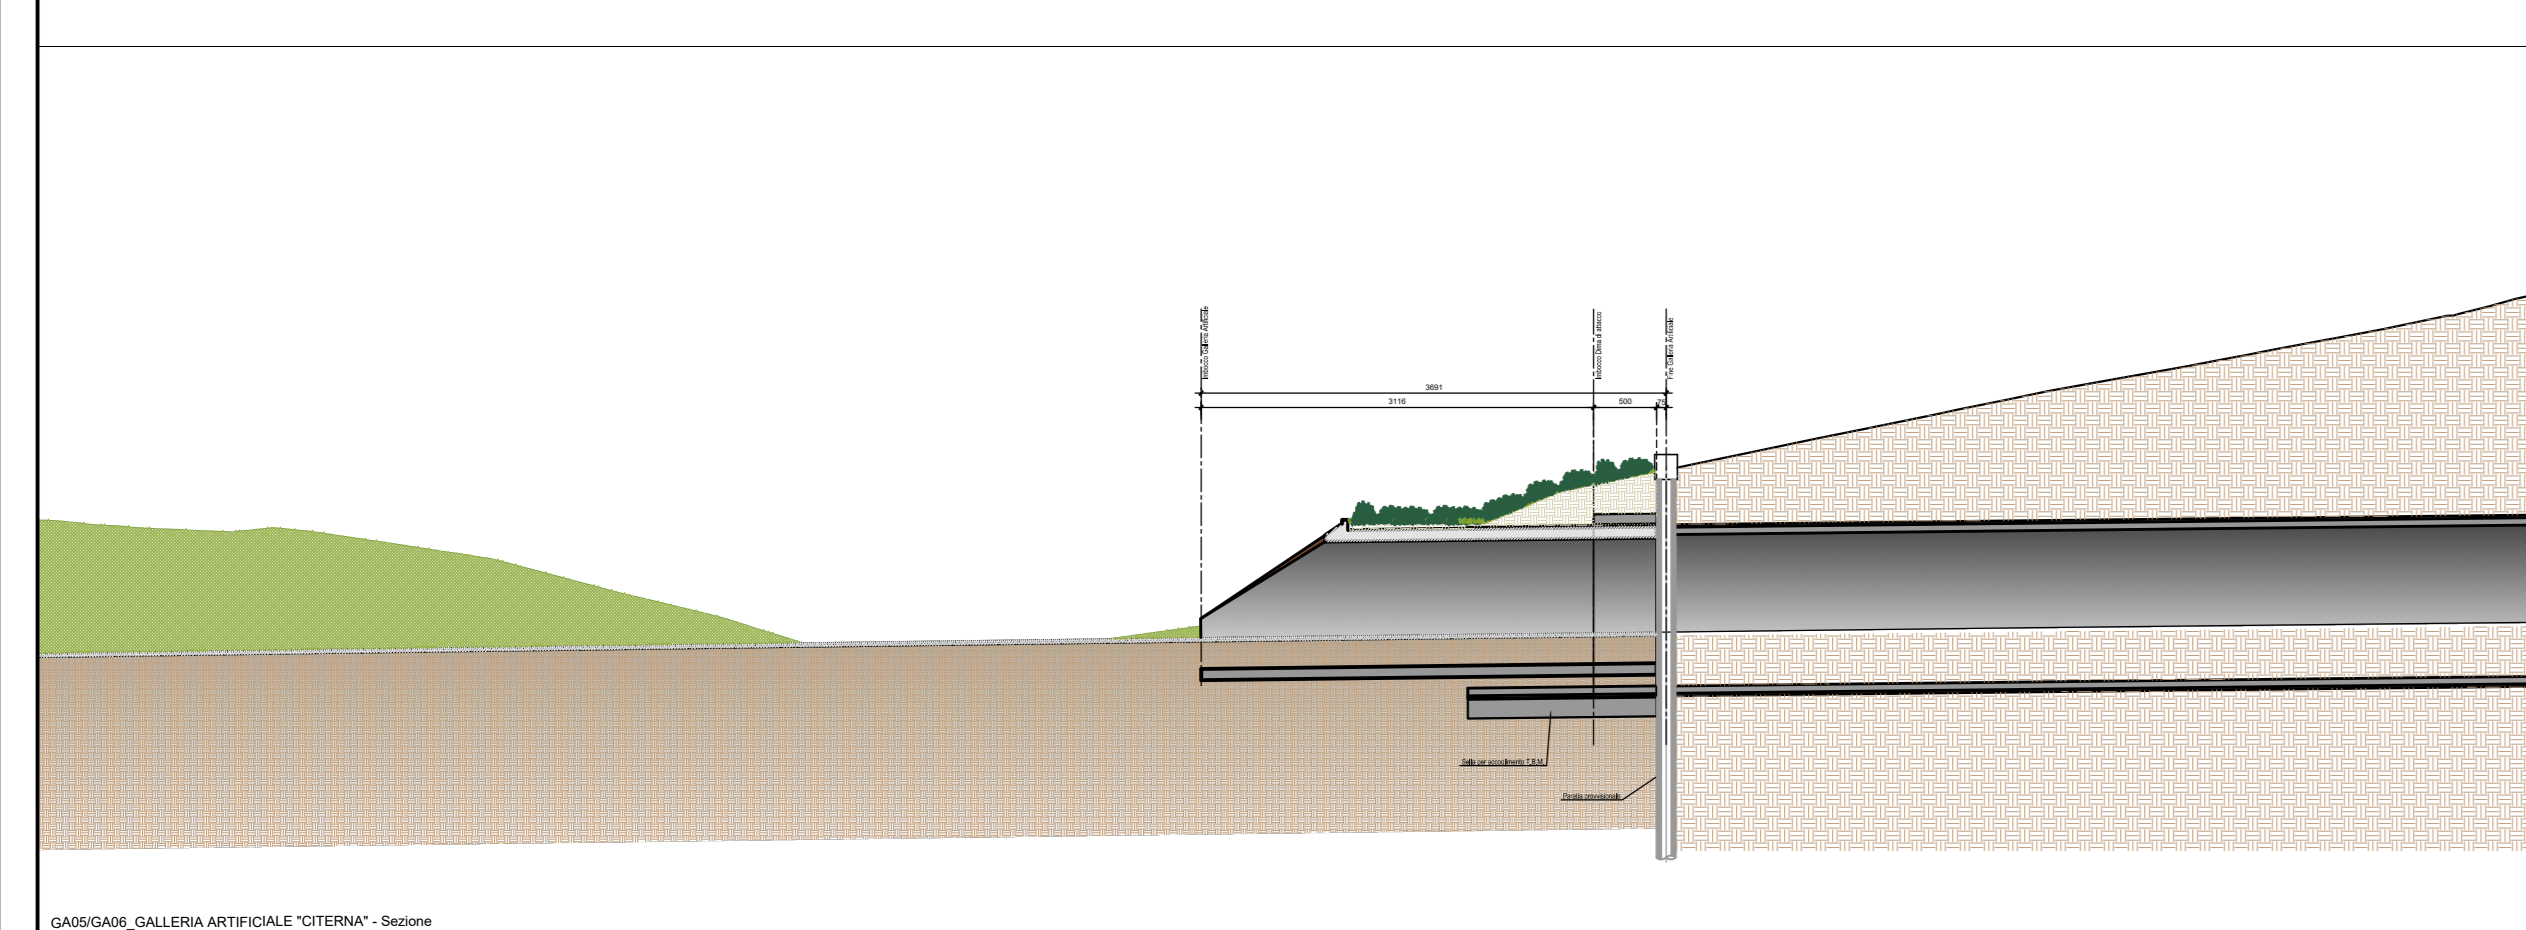 Imbocco Galleria Artificiale
Imbocco Dima di attacco
Fine Galleria Artificiale
3691
3116
500
75
Sella per accoglimento T.B.M.
Paratia provvisionale
GA05/GA06_GALLERIA ARTIFICIALE "CITERNA" - Sezione